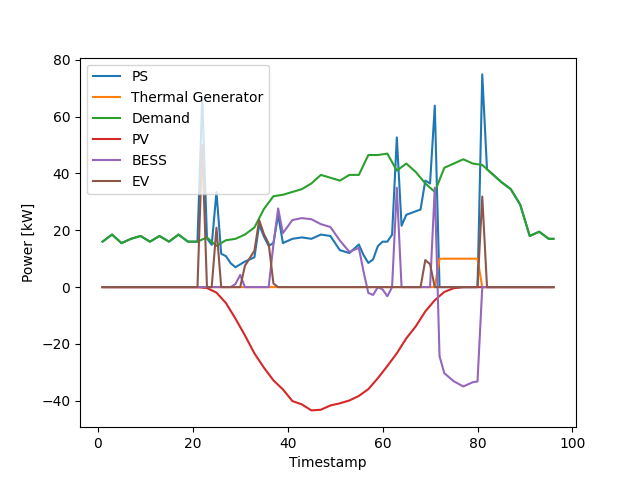 80
60
40
20
0
−20
−40
Power [kW]
PS
Thermal Generator
Demand
PV
BESS
EV
0
20
40
60
80
100
Timestamp